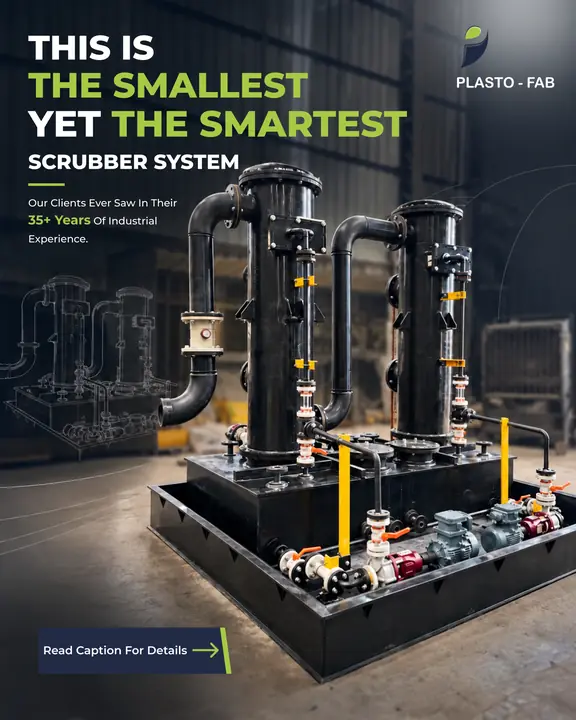 THIS IS
THE SMALLEST
YET THE SMARTEST
SCRUBBER SYSTEM
Our Clients Ever Saw In Their
35+ Years Of Industrial
Experience.
PLASTO - FAB
Read Caption For Details